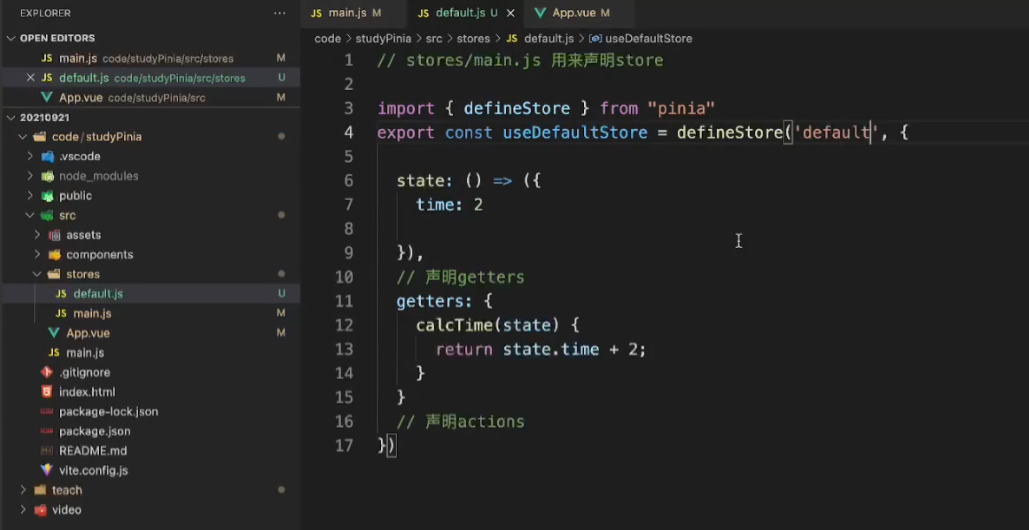 EXPLORER
OPEN EDITORS
main.js code/studyPinia/src/stores M
default.js code/studyPinia/src/stores U
App.vue code/studyPinia/src M
20210921
code / studyPinia
.vscode
node_modules
public
src
assets
components
stores
default.js U
main.js M
App.vue M
main.js
.gitignore
index.html
package-lock.json
package.json
README.md
vite.config.js
teach
video
JS main.js M JS default.js U App.vue M
code > studyPinia > src > stores > JS default.js > useDefaultStore
1 // stores/main.js 用来声明store
2
3 import { defineStore } from "pinia"
4 export const useDefaultStore = defineStore('default', {
5
6 state: () => ({
7 time: 2
8
9 }),
10 // 声明getters
11 getters: {
12 calcTime(state) {
13 return state.time + 2;
14 }
15 }
16 // 声明actions
17 })